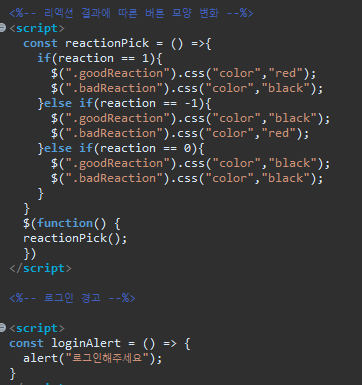 <%-- 리액션 결과에 따른 버튼 모양 변화 --%>
<script>
const reactionPick = () =>{
if(reaction == 1){
$(".goodReaction").css("color","red");
$(".badReaction").css("color","black");
}else if(reaction == -1){
$(".goodReaction").css("color","black");
$(".badReaction").css("color","red");
}else if(reaction == 0){
$(".goodReaction").css("color","black");
$(".badReaction").css("color","black");
}
}
$(function() {
reactionPick();
})
</script>
<%-- 로그인 경고 --%>
<script>
const loginAlert = () => {
alert("로그인해주세요");
}